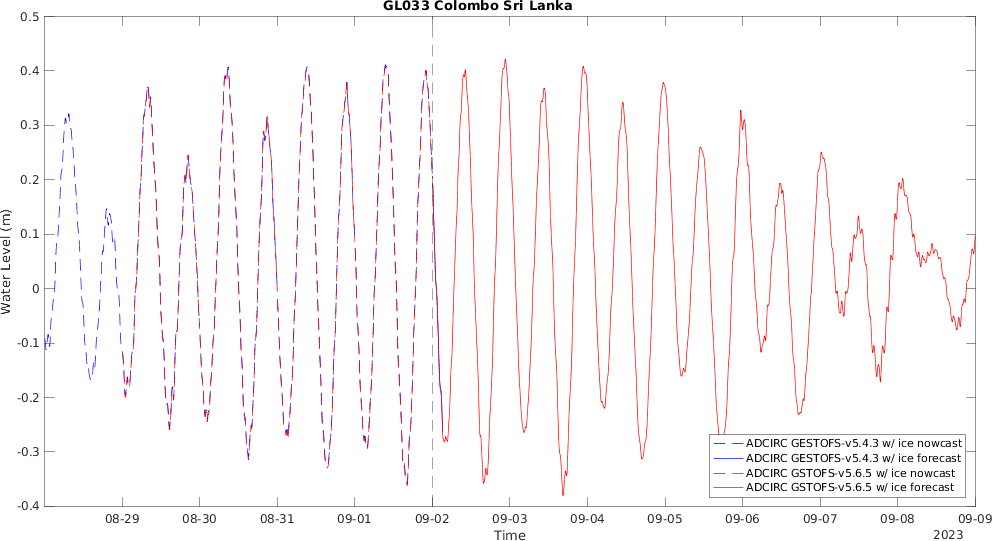 GL033 Colombo Sri Lanka
0.5
0.4
0.3
0.2
0.1
0
-0.1
-0.2
-0.3
-0.4
Water Level (m)
ADCIRC GESTOFS-v5.4.3 w/ ice nowcast
ADCIRC GESTOFS-v5.4.3 w/ ice forecast
ADCIRC GSTOFS-v5.6.5 w/ ice nowcast
ADCIRC GSTOFS-v5.6.5 w/ ice forecast
08-29 08-30 08-31 09-01 09-02 09-03 09-04 09-05 09-06 09-07 09-08 09-09
Time
2023